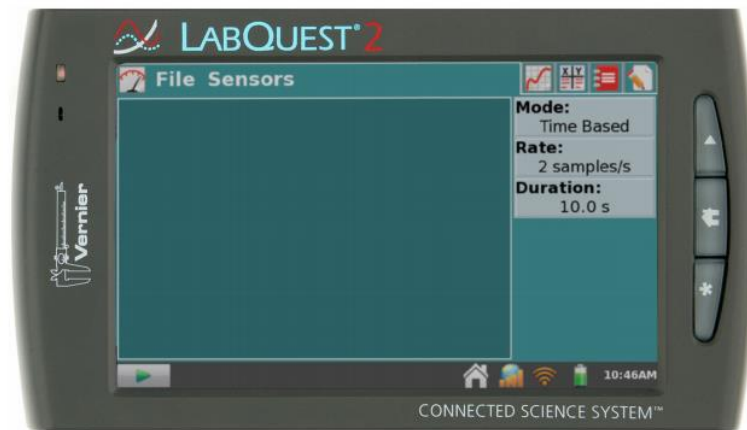 LABQUEST® 2
File Sensors
X Y
Mode:
Time Based
Rate:
2 samples/s
Duration:
10.0 s
Vernier
10:46AM
CONNECTED SCIENCE SYSTEM™